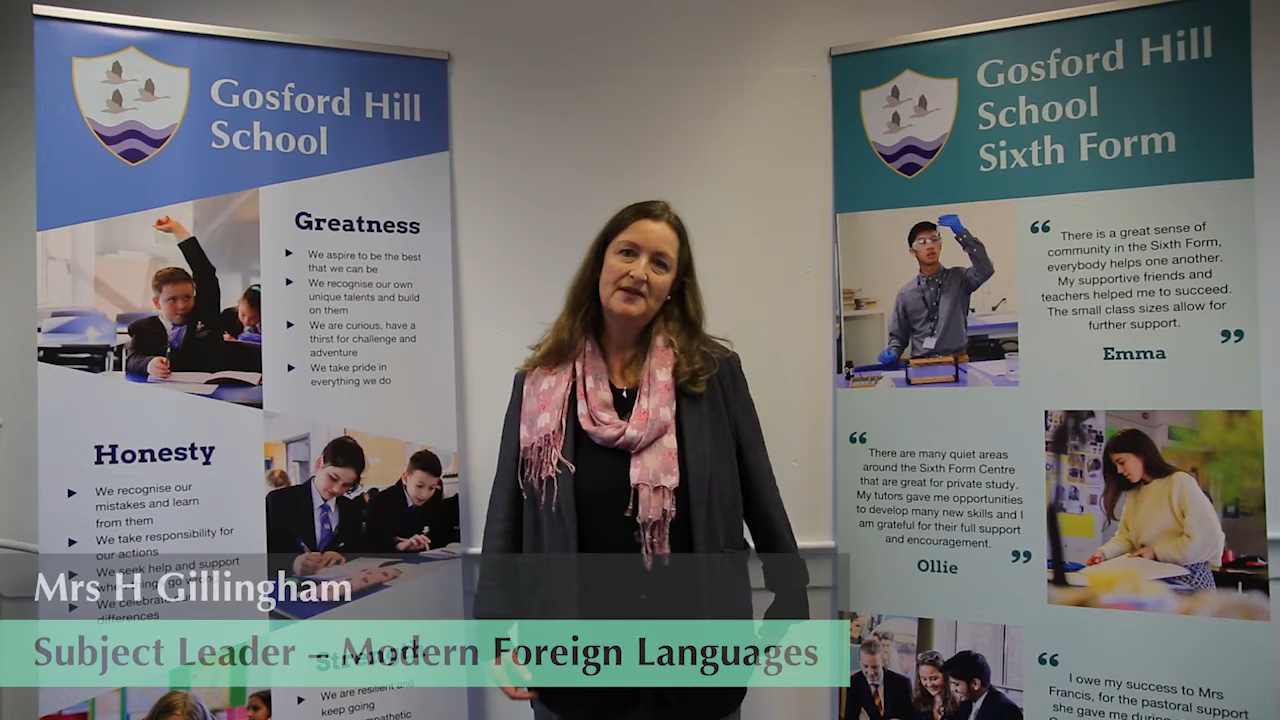 Gosford Hill
School
Greatness
We aspire to be the best
that we can be
We recognise our own
unique talents and build
on them
We are curious, have a
thirst for challenge and
adventure
We take pride in
everything we do
Honesty
We recognise our
mistakes and learn
from them
We take responsibility for
our actions
We seek help and support
We celebrate
differences
We are resilient and
keep going
Gosford Hill
School
Sixth Form
“ There is a great sense of
community in the Sixth Form,
everybody helps one another.
My supportive friends and
teachers helped me to succeed.
The small class sizes allow for
further support. ”
Emma
“ There are many quiet areas
around the Sixth Form Centre
that are great for private study.
My tutors gave me opportunities
to develop many new skills and I
am grateful for their full support
and encouragement. ”
Ollie
“ I owe my success to Mrs
Francis, for the pastoral support
she gave me during
Mrs H Gillingham
Subject Leader – Modern Foreign Languages